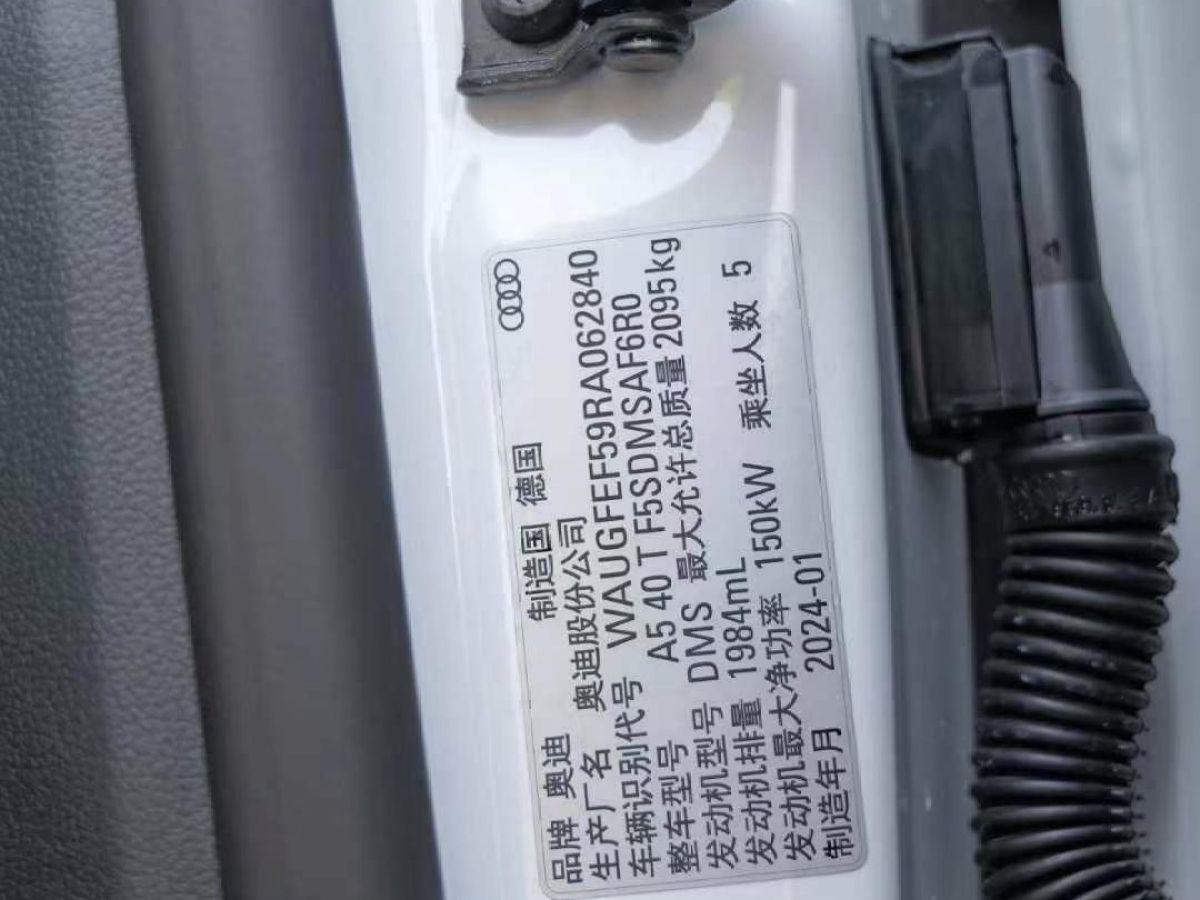 品牌 奥迪 制造国 德国
生产厂名 奥迪股份公司
车辆识别代号 WAUGFEF59RA062840
整车型号 A5 40 T F5SDMSAF6R0
发动机型号 DMS 最大允许总质量 2095kg
发动机排量 1984mL
发动机最大净功率 150kW 乘坐人数 5
制造年月 2024-01